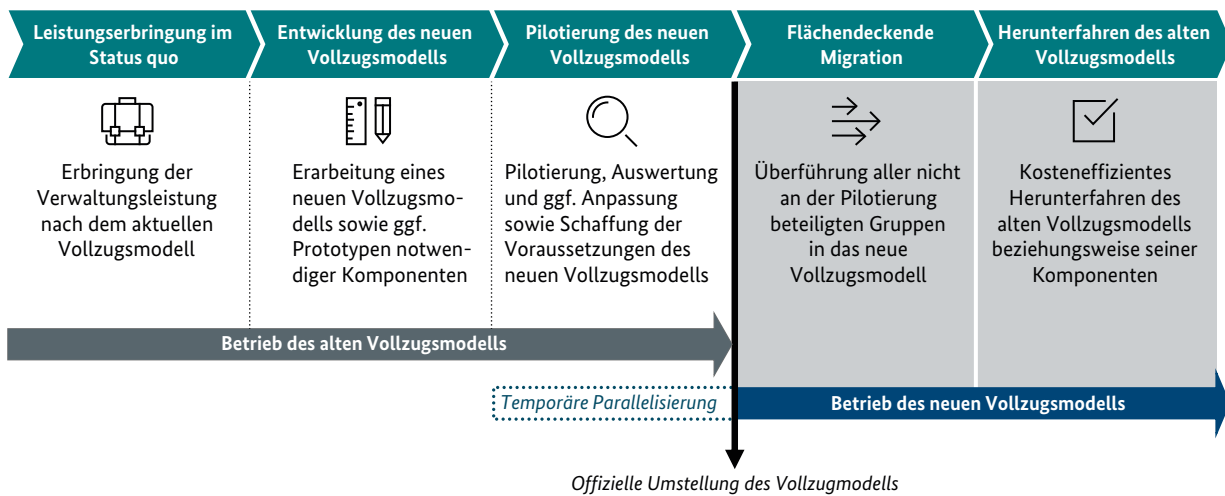 Leistungserbringung im
Status quo
Entwicklung des neuen
Vollzugsmodells
Pilotierung des neuen
Vollzugsmodells
Flächendeckende
Migration
Herunterfahren des alten
Vollzugsmodells
Erbringung der
Verwaltungsleistung
nach dem aktuellen
Vollzugsmodell
Erarbeitung eines
neuen Vollzugsmo-
dells sowie ggf.
Prototypen notwen-
diger Komponenten
Pilotierung, Auswertung
und ggf. Anpassung
sowie Schaffung der
Voraussetzungen des
neuen Vollzugsmodells
Überführung aller nicht
an der Pilotierung
beteiligten Gruppen
in das neue
Vollzugsmodell
Kosteneffizientes
Herunterfahren des
alten Vollzugsmodells
beziehungsweise seiner
Komponenten
Betrieb des alten Vollzugsmodells
Temporäre Parallelisierung
Betrieb des neuen Vollzugsmodells
Offizielle Umstellung des Vollzugmodells